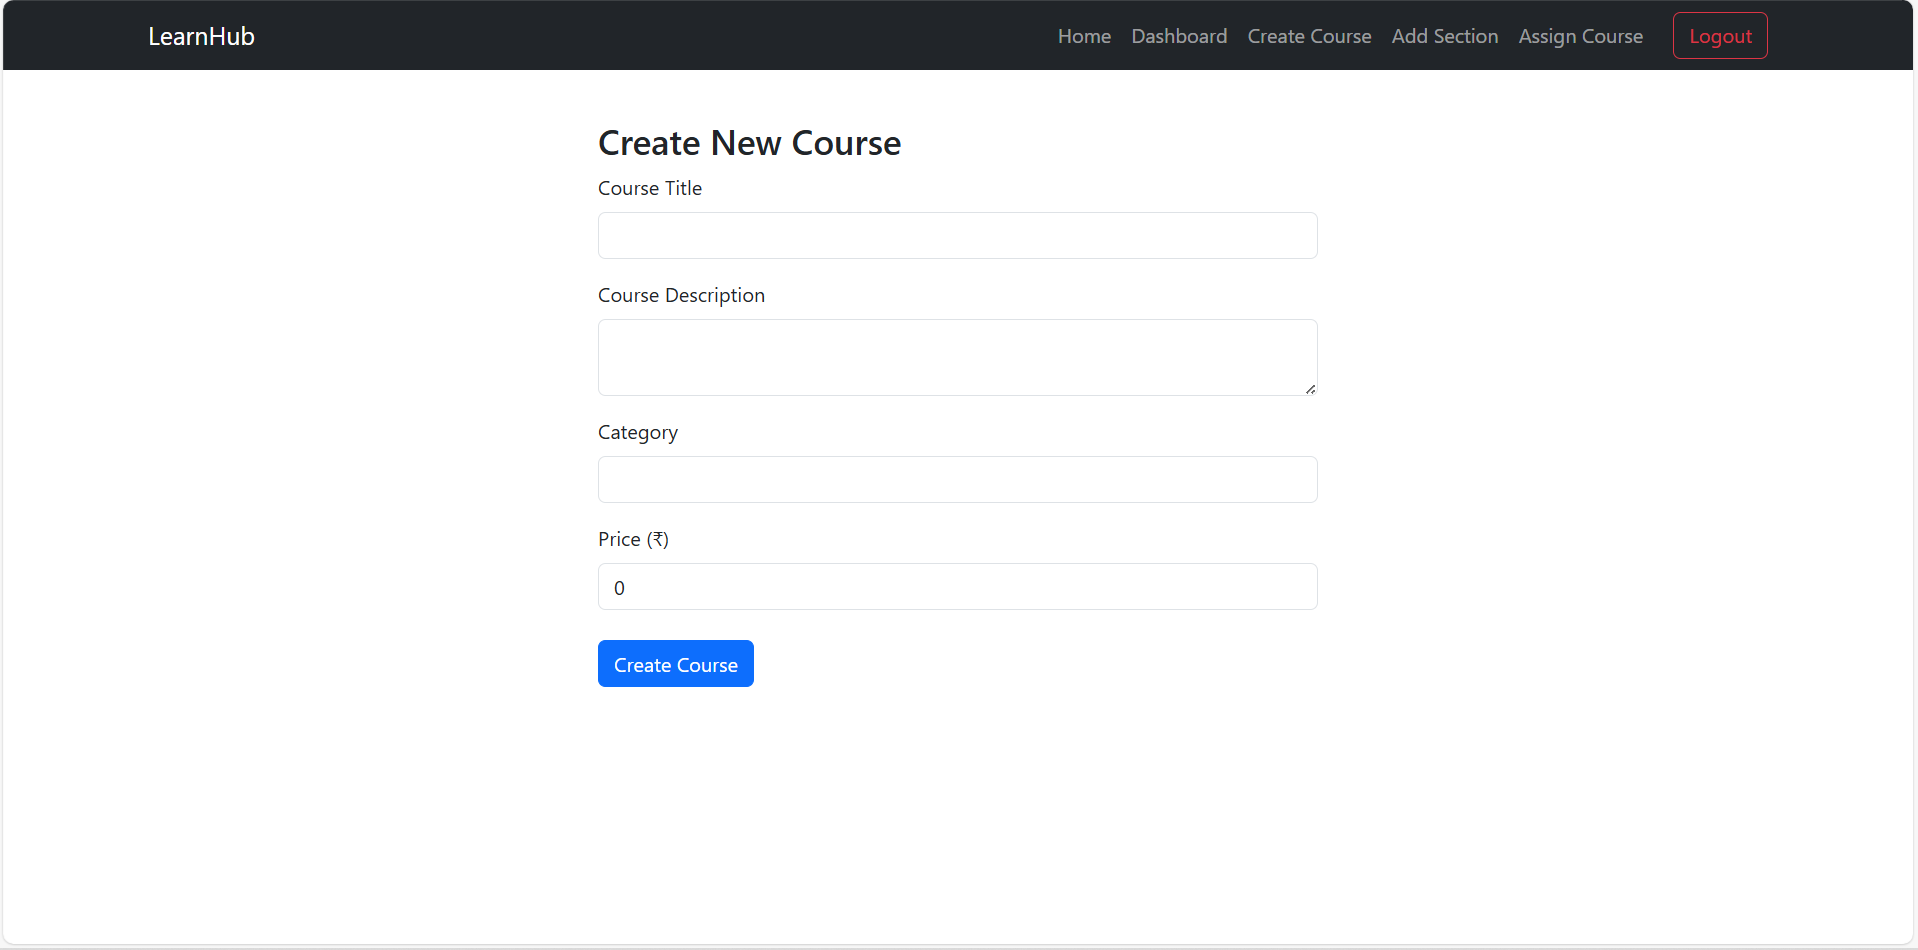 LearnHub Home Dashboard Create Course Add Section Assign Course Logout
Create New Course
Course Title
Course Description
Category
Price (₹)
0
Create Course